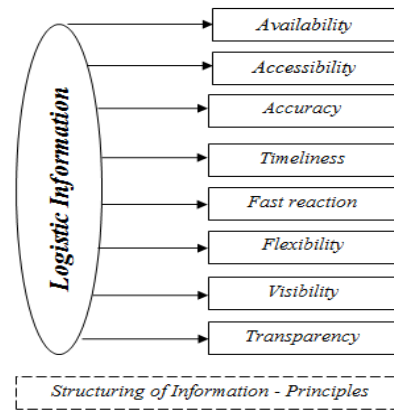 Logistic Information
Availability
Accessibility
Accuracy
Timeliness
Fast reaction
Flexibility
Visibility
Transparency
Structuring of Information - Principles